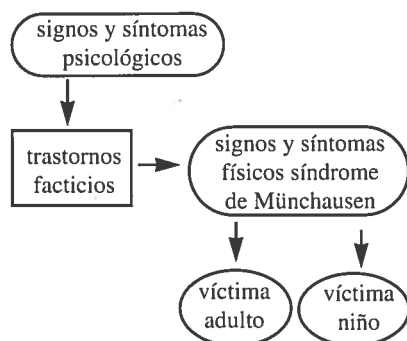 signos y síntomas
psicológicos
trastornos
facticios
signos y síntomas
físicos síndrome
de Münchausen
víctima
adulto
víctima
niño